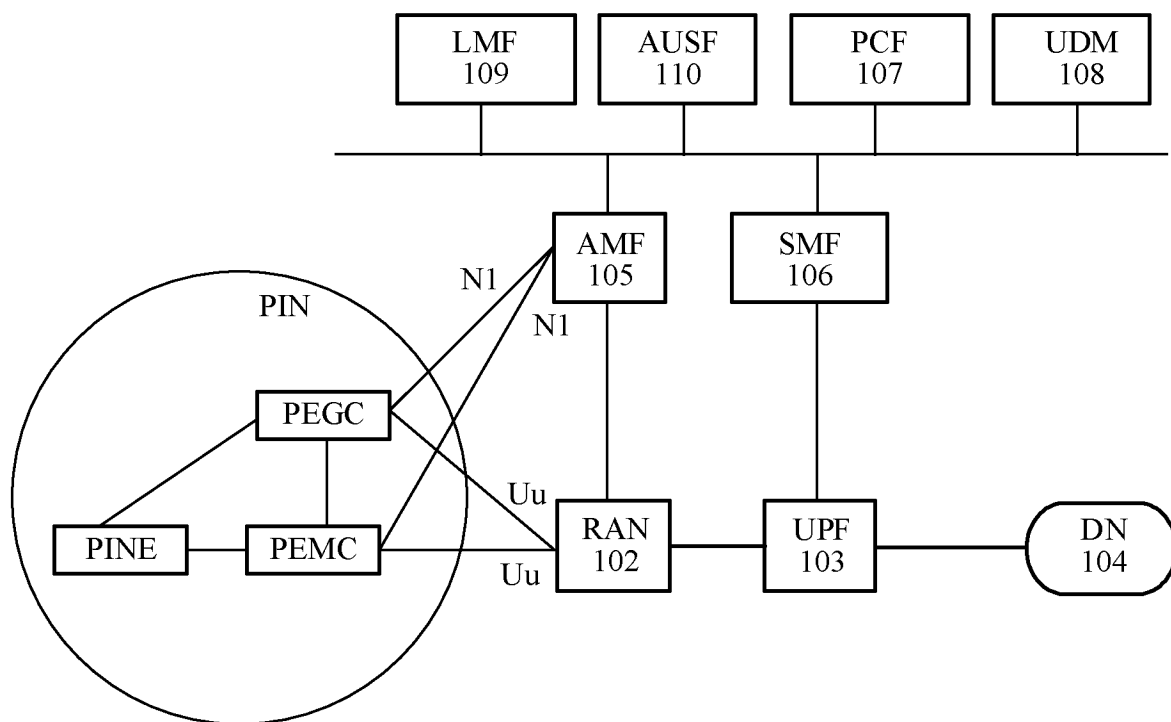 LMF
109
AUSF
110
PCF
107
UDM
108
AMF
105
SMF
106
N1
N1
PIN
PEGC
PINE
PEMC
Uu
Uu
RAN
102
UPF
103
DN
104